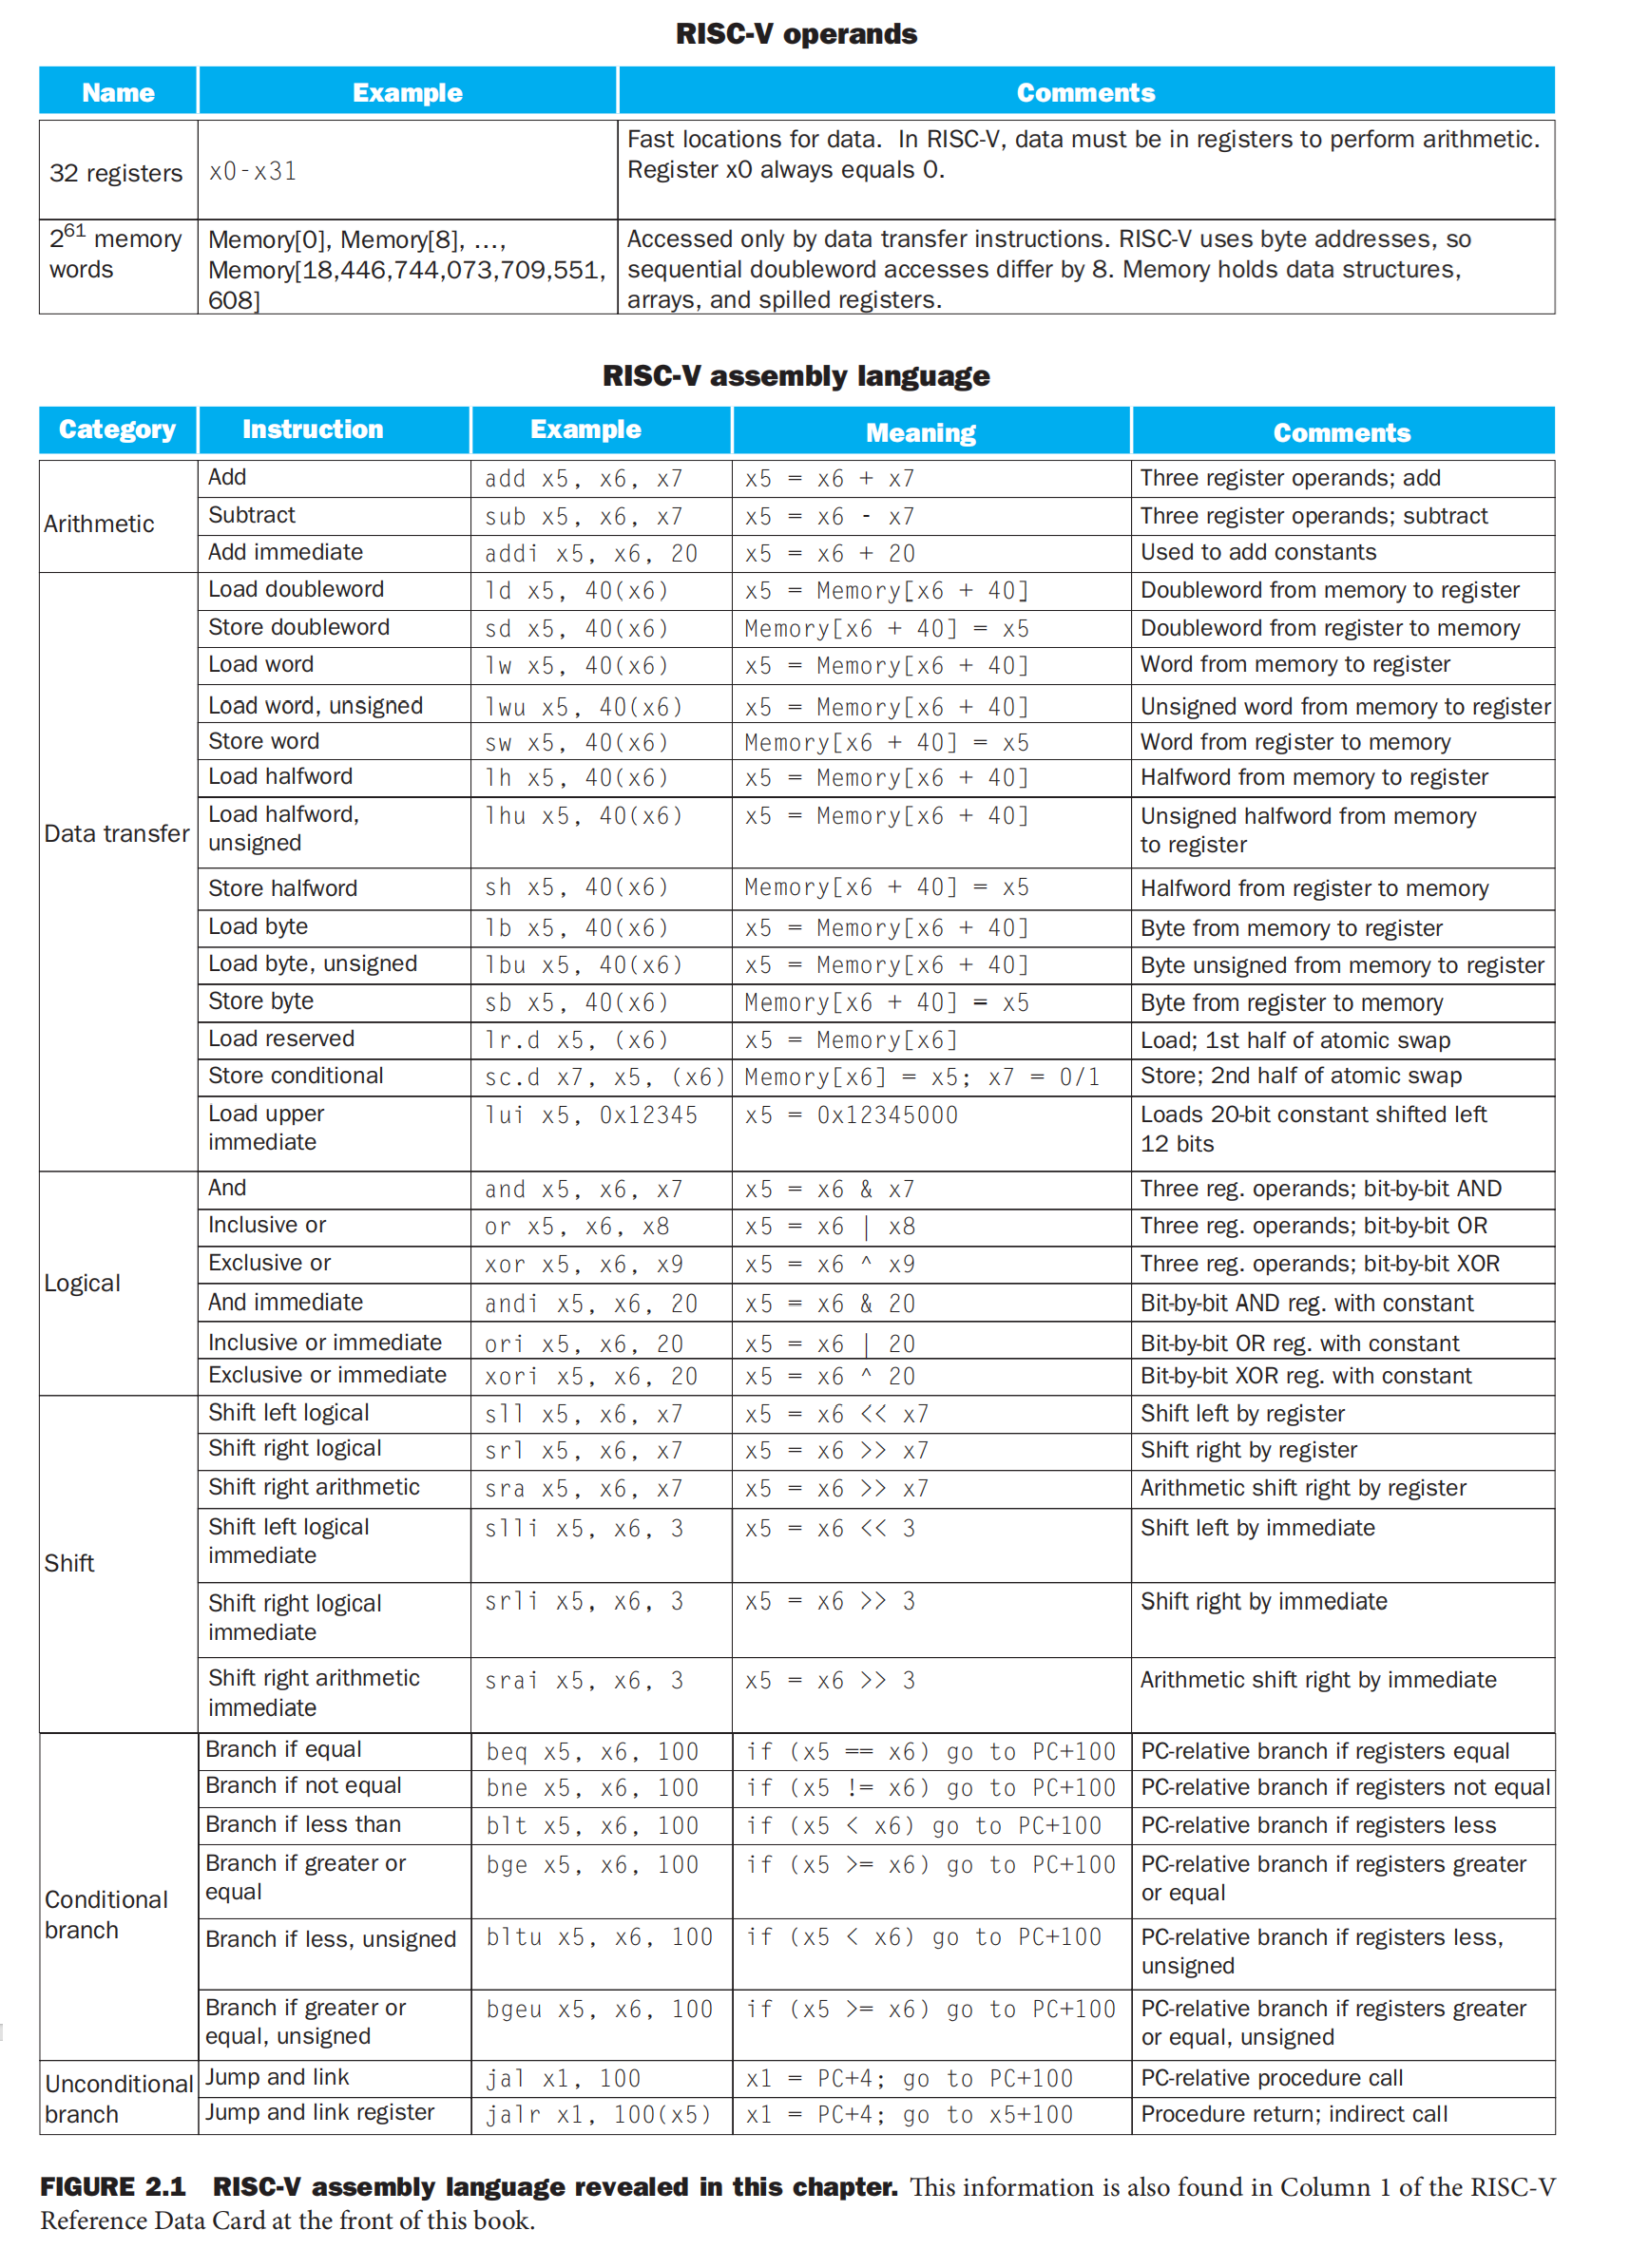 RISC-V operands
Name Example Comments
32 registers x0-x31 Fast locations for data. In RISC-V, data must be in registers to perform arithmetic.
Register x0 always equals 0.
2^61 memory words Memory[0], Memory[8], …, Memory[18,446,744,073,709,551,608] Accessed only by data transfer instructions. RISC-V uses byte addresses, so
sequential doubleword accesses differ by 8. Memory holds data structures,
arrays, and spilled registers.
RISC-V assembly language
Category Instruction Example Meaning Comments
Arithmetic
Add add x5, x6, x7 x5 = x6 + x7 Three register operands; add
Subtract sub x5, x6, x7 x5 = x6 - x7 Three register operands; subtract
Add immediate addi x5, x6, 20 x5 = x6 + 20 Used to add constants
Data transfer
Load doubleword ld x5, 40(x6) x5 = Memory[x6 + 40] Doubleword from memory to register
Store doubleword sd x5, 40(x6) Memory[x6 + 40] = x5 Doubleword from register to memory
Load word lw x5, 40(x6) x5 = Memory[x6 + 40] Word from memory to register
Load word, unsigned lwu x5, 40(x6) x5 = Memory[x6 + 40] Unsigned word from memory to register
Store word sw x5, 40(x6) Memory[x6 + 40] = x5 Word from register to memory
Load halfword lh x5, 40(x6) x5 = Memory[x6 + 40] Halfword from memory to register
Load halfword, unsigned lhu x5, 40(x6) x5 = Memory[x6 + 40] Unsigned halfword from memory to register
Store halfword sh x5, 40(x6) Memory[x6 + 40] = x5 Halfword from register to memory
Load byte lb x5, 40(x6) x5 = Memory[x6 + 40] Byte from memory to register
Load byte, unsigned lbu x5, 40(x6) x5 = Memory[x6 + 40] Byte unsigned from memory to register
Store byte sb x5, 40(x6) Memory[x6 + 40] = x5 Byte from register to memory
Load reserved lr.d x5, (x6) x5 = Memory[x6] Load; 1st half of atomic swap
Store conditional sc.d x7, x5, (x6) Memory[x6] = x5; x7 = 0/1 Store; 2nd half of atomic swap
Load upper immediate lui x5, 0x12345 x5 = 0x12345000 Loads 20-bit constant shifted left 12 bits
Logical
And and x5, x6, x7 x5 = x6 & x7 Three reg. operands; bit-by-bit AND
Inclusive or or x5, x6, x8 x5 = x6 | x8 Three reg. operands; bit-by-bit OR
Exclusive or xor x5, x6, x9 x5 = x6 ^ x9 Three reg. operands; bit-by-bit XOR
And immediate andi x5, x6, 20 x5 = x6 & 20 Bit-by-bit AND reg. with constant
Inclusive or immediate ori x5, x6, 20 x5 = x6 | 20 Bit-by-bit OR reg. with constant
Exclusive or immediate xori x5, x6, 20 x5 = x6 ^ 20 Bit-by-bit XOR reg. with constant
Shift
Shift left logical sll x5, x6, x7 x5 = x6 << x7 Shift left by register
Shift right logical srl x5, x6, x7 x5 = x6 >> x7 Shift right by register
Shift right arithmetic sra x5, x6, x7 x5 = x6 >> x7 Arithmetic shift right by register
Shift left logical immediate slli x5, x6, 3 x5 = x6 << 3 Shift left by immediate
Shift right logical immediate srli x5, x6, 3 x5 = x6 >> 3 Shift right by immediate
Shift right arithmetic immediate srai x5, x6, 3 x5 = x6 >> 3 Arithmetic shift right by immediate
Conditional branch
Branch if equal beq x5, x6, 100 if (x5 == x6) go to PC+100 PC-relative branch if registers equal
Branch if not equal bne x5, x6, 100 if (x5 != x6) go to PC+100 PC-relative branch if registers not equal
Branch if less than blt x5, x6, 100 if (x5 < x6) go to PC+100 PC-relative branch if registers less
Branch if greater or equal bge x5, x6, 100 if (x5 >= x6) go to PC+100 PC-relative branch if registers greater or equal
Branch if less, unsigned bltu x5, x6, 100 if (x5 < x6) go to PC+100 PC-relative branch if registers less, unsigned
Branch if greater or equal, unsigned bgeu x5, x6, 100 if (x5 >= x6) go to PC+100 PC-relative branch if registers greater or equal, unsigned
Unconditional branch
Jump and link jal x1, 100 x1 = PC+4; go to PC+100 PC-relative procedure call
Jump and link register jalr x1, 100(x5) x1 = PC+4; go to x5+100 Procedure return; indirect call
FIGURE 2.1 RISC-V assembly language revealed in this chapter. This information is also found in Column 1 of the RISC-V
Reference Data Card at the front of this book.